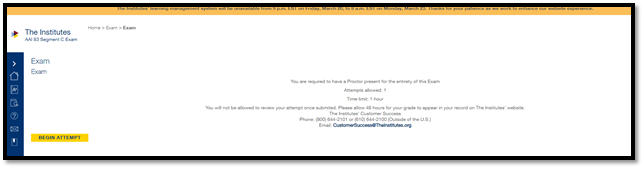 The Institutes' learning management system will be unavailable from 9 p.m. EST on Friday, March 20, to 9 a.m. EST on Monday, March 23. Thanks for your patience as we work to enhance our website experience.
Home > Exam > Exam
The Institutes
AAI 83 Segment C Exam
Exam
Exam
You are required to have a Proctor present for the entirety of this Exam
Attempts allowed: 1
Time limit: 1 hour
You will not be allowed to review your attempt once submitted. Please allow 48 hours for your grade to appear in your record on The Institutes' website.
The Institutes' Customer Success
Phone: (800) 644-2101 or (610) 644-2100 (Outside of the U.S.)
Email: CustomerSuccess@TheInstitutes.org
BEGIN ATTEMPT